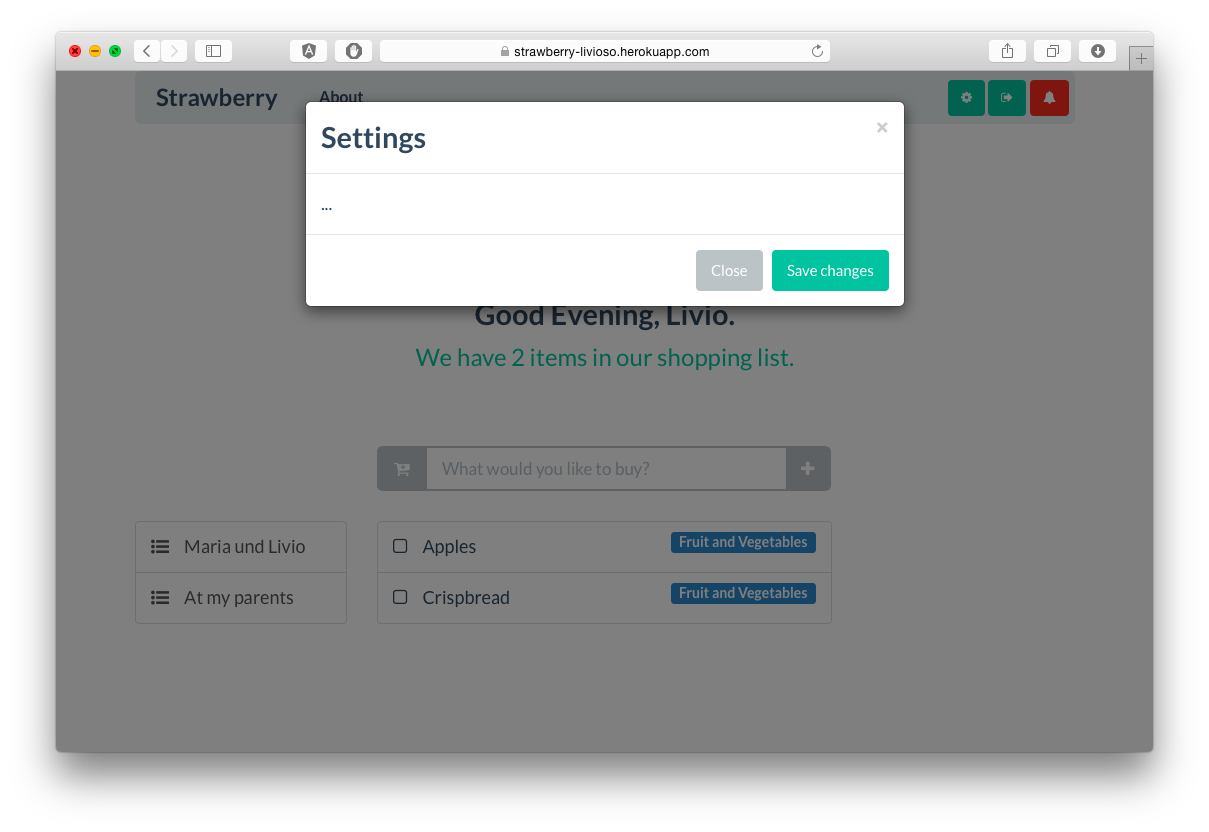 strawberry-livioso.herokuapp.com
Strawberry
About
Settings
×
...
Close
Save changes
Good Evening, Livio.
We have 2 items in our shopping list.
What would you like to buy?
Maria und Livio
At my parents
Apples
Fruit and Vegetables
Crispbread
Fruit and Vegetables